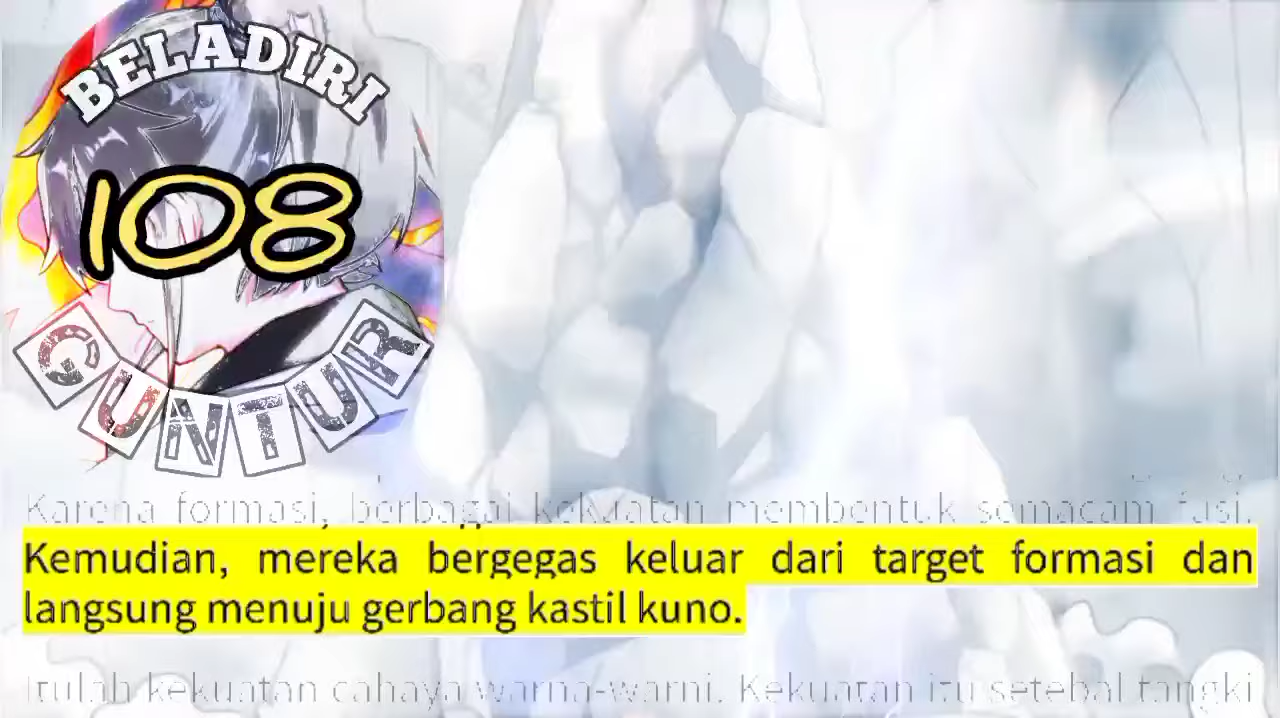 BELADIRI
108
GUNTUR
Karena formasi, berbagai kekuatan membentuk semacam fusi.
Kemudian, mereka bergegas keluar dari target formasi dan
langsung menuju gerbang kastil kuno.
Itulah kekuatan cahaya warna-warni. Kekuatan itu setebal tangki